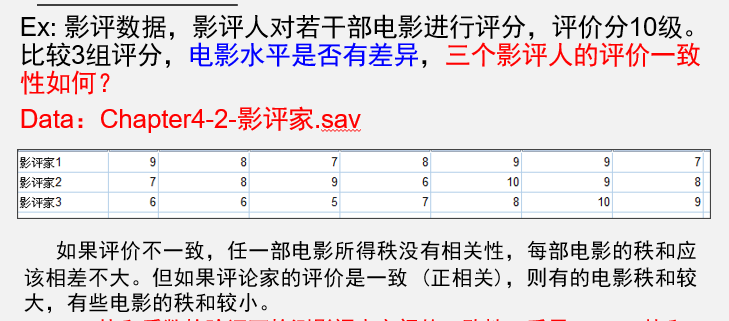 Ex: 影评数据，影评人对若干部电影进行评分，评价分10级。
比较3组评分，电影水平是否有差异，三个影评人的评价一致
性如何？
Data：Chapter4-2-影评家.sav
影评家1 9 8 7 8 9 9 7
影评家2 7 8 9 6 10 9 8
影评家3 6 6 5 7 8 10 9
如果评价不一致，任一部电影所得秩没有相关性，每部电影的秩和应
该相差不大。但如果评论家的评价是一致（正相关），则有的电影秩和较
大，有些电影的秩和较小。